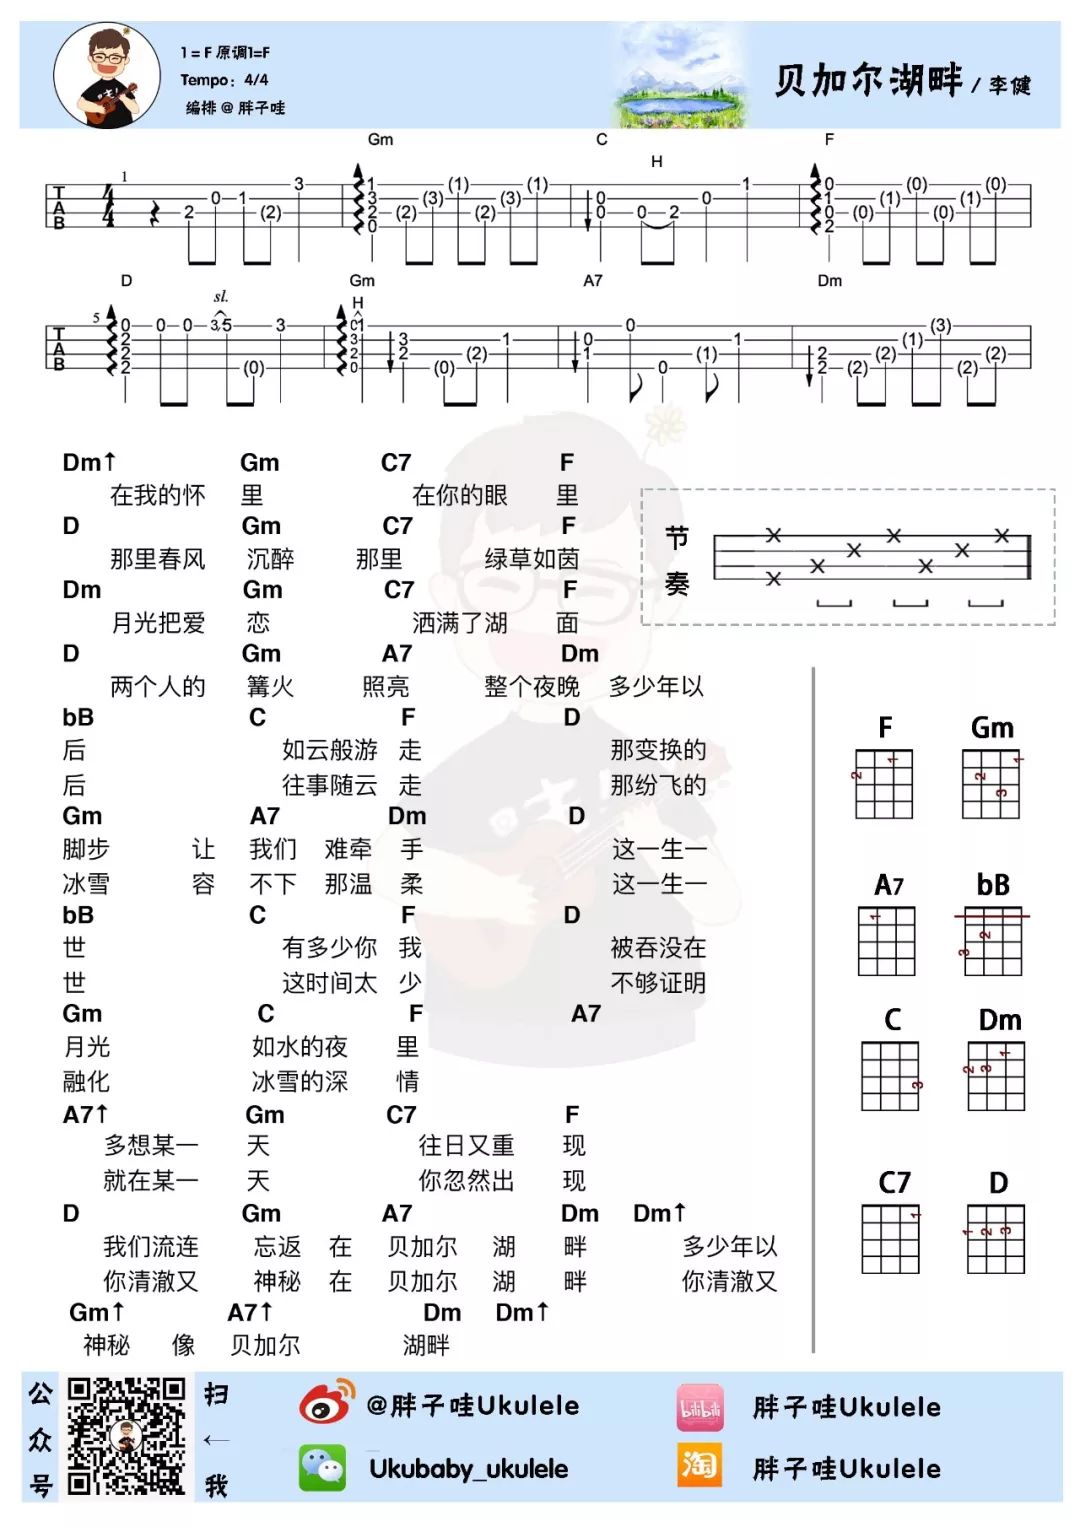 1 = F 原调1=F
Tempo：4/4
编排 @ 胖子哇
贝加尔湖畔 / 李健
Gm C F
H
1
T A B 4 4 2 0 1 (2) 3 1 3 2 0 (2) (3) (1) (2) (3) (1) 0 0 0 2 0 1 0 1 0 2 (0) (1) (0) (0) (1) (0)
D Gm A7 Dm
sl. H
5
T A B 0 2 2 2 0 0 3 5 (0) 3 0 1 3 2 0 3 2 (0) (2) 1 0 1 0 0 (1) 1 2 2 (2) (2) (1) (3) (2) (2)
Dm↑ Gm C7 F
在我的怀 里 在你的眼 里
D Gm C7 F
那里春风 沉醉 那里 绿草如茵
Dm Gm C7 F
月光把爱 恋 洒满了湖 面
D Gm A7 Dm
两个人的 篝火 照亮 整个夜晚 多少年以
bB C F D
后 如云般游 走 那变换的
后 往事随云 走 那纷飞的
Gm A7 Dm D
脚步 让 我们 难牵 手 这一生一
冰雪 容 不下 那温 柔 这一生一
bB C F D
世 有多少你 我 被吞没在
世 这时间太 少 不够证明
Gm C F A7
月光 如水的夜 里
融化 冰雪的深 情
A7↑ Gm C7 F
多想某一 天 往日又重 现
就在某一 天 你忽然出 现
D Gm A7 Dm Dm↑
我们流连 忘返 在 贝加尔 湖 畔 多少年以
你清澈又 神秘 在 贝加尔 湖 畔 你清澈又
Gm↑ A7↑ Dm Dm↑
神秘 像 贝加尔 湖畔
节奏
F Gm
2 1 2 3 1
A7 bB
1 3 2
C Dm
3 2 3 1
C7 D
1 1 2 3
公众号
扫←我
@胖子哇Ukulele
bilibili
胖子哇Ukulele
Ukubaby_ukulele
淘
胖子哇Ukulele